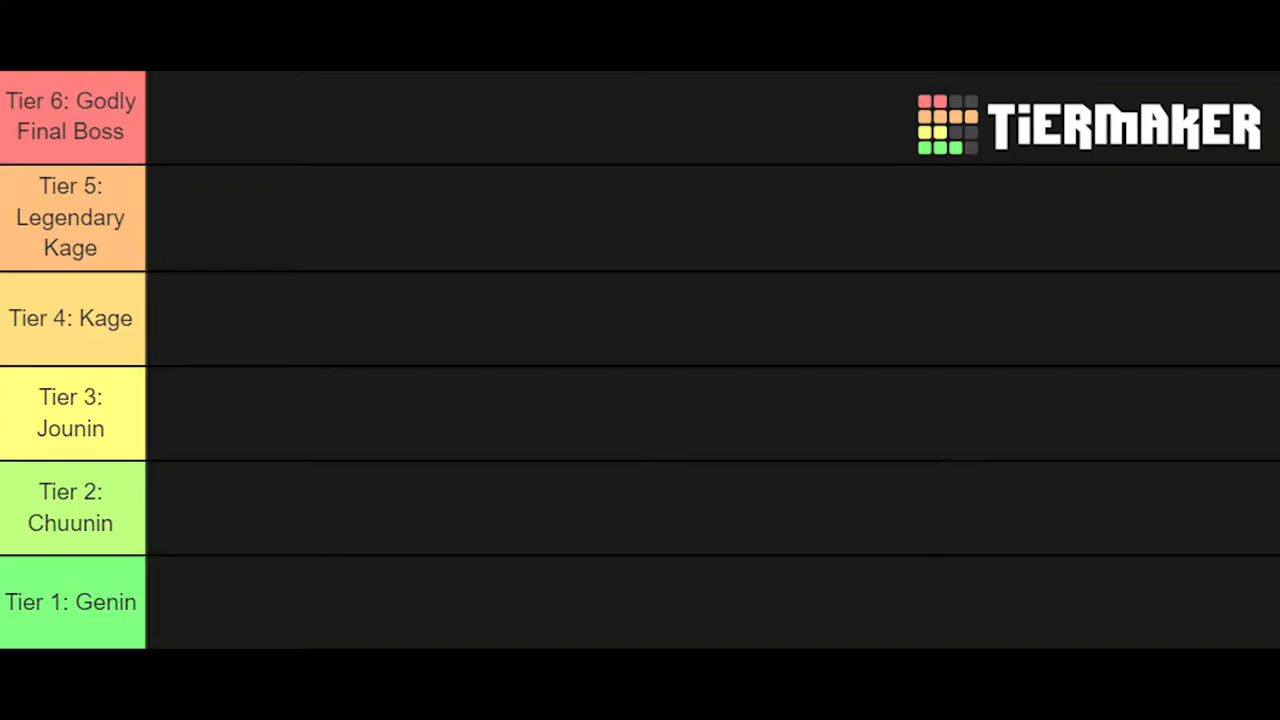 Tier 6: Godly
Final Boss
TiERMAKER
Tier 5:
Legendary
Kage
Tier 4: Kage
Tier 3:
Jounin
Tier 2:
Chuunin
Tier 1: Genin